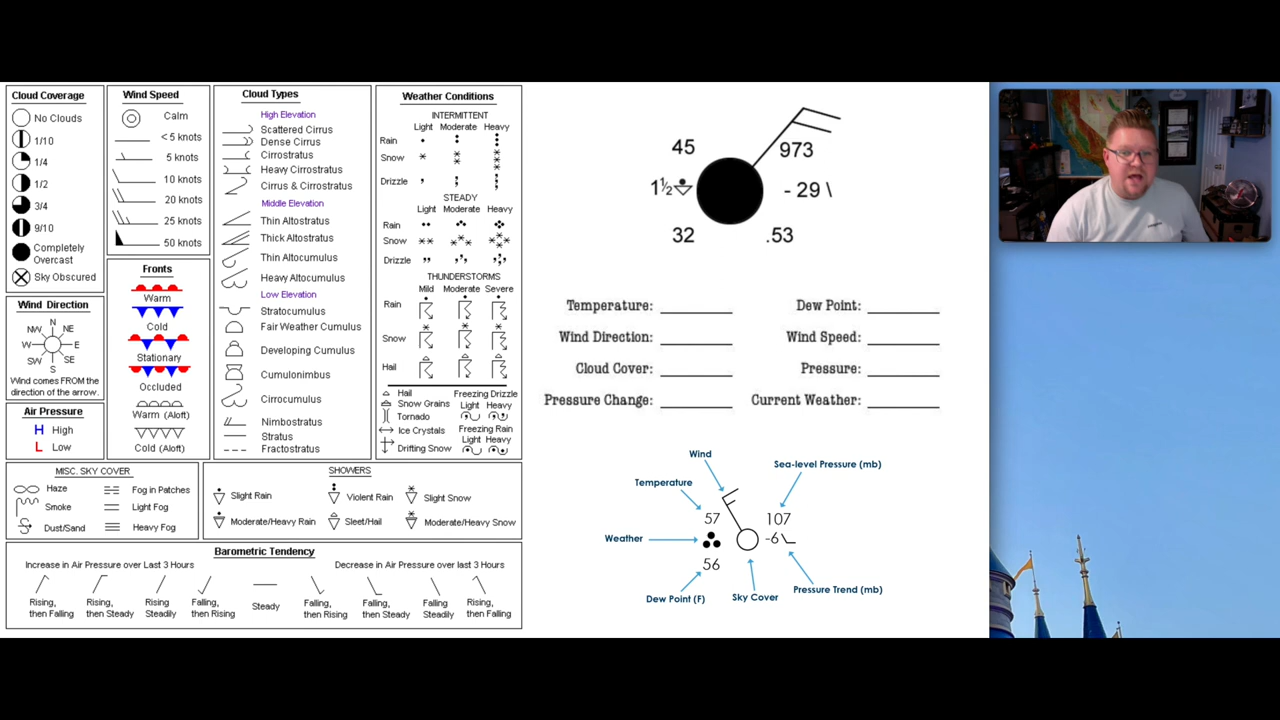 Cloud Coverage
No Clouds
1/10
1/4
1/2
3/4
9/10
Completely
Overcast
Sky Obscured
Wind Speed
Calm
< 5 knots
5 knots
10 knots
20 knots
25 knots
50 knots
Cloud Types
High Elevation
Scattered Cirrus
Dense Cirrus
Cirrostratus
Heavy Cirrostratus
Cirrus & Cirrostratus
Middle Elevation
Thin Altostratus
Thick Altostratus
Thin Altocumulus
Heavy Altocumulus
Low Elevation
Stratocumulus
Fair Weather Cumulus
Developing Cumulus
Cumulonimbus
Cirrocumulus
Nimbostratus
Stratus
Fractostratus
Weather Conditions
INTERMITTENT
Light Moderate Heavy
Rain
Snow
Drizzle
STEADY
Light Moderate Heavy
Rain
Snow
Drizzle
THUNDERSTORMS
Mild Moderate Severe
Rain
Snow
Hail
Hail
Snow Grains
Tornado
Ice Crystals
Drifting Snow
Freezing Drizzle
Light Heavy
Freezing Rain
Light Heavy
Wind Direction
N
NW NE
W E
SW SE
S
Wind comes FROM the
direction of the arrow.
Fronts
Warm
Cold
Stationary
Occluded
Warm (Aloft)
Cold (Aloft)
Air Pressure
H High
L Low
MISC. SKY COVER
Haze
Smoke
Dust/Sand
Fog in Patches
Light Fog
Heavy Fog
SHOWERS
Slight Rain
Violent Rain
Slight Snow
Moderate/Heavy Rain
Sleet/Hail
Moderate/Heavy Snow
Barometric Tendency
Increase in Air Pressure over Last 3 Hours
Decrease in Air Pressure over last 3 Hours
Rising,
then Falling
Rising,
then Steady
Rising
Steadily
Falling,
then Rising
Steady
Falling,
then Rising
Falling,
then Steady
Falling
Steadily
Rising,
then Falling
45
973
1½
- 29 \
32
.53
Temperature:
Dew Point:
Wind Direction:
Wind Speed:
Cloud Cover:
Pressure:
Pressure Change:
Current Weather:
Wind
Sea-level Pressure (mb)
Temperature
57
107
Weather
-6
56
Dew Point (F)
Sky Cover
Pressure Trend (mb)